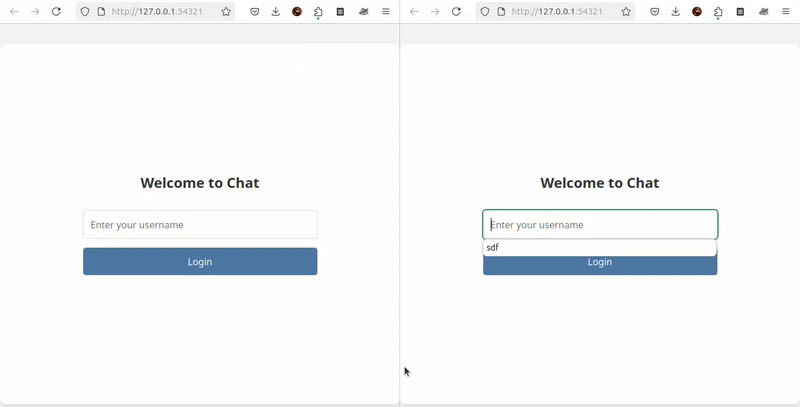 http://127.0.0.1:54321
http://127.0.0.1:54321
Welcome to Chat
Enter your username
Login
Welcome to Chat
Enter your username
sdf
Login